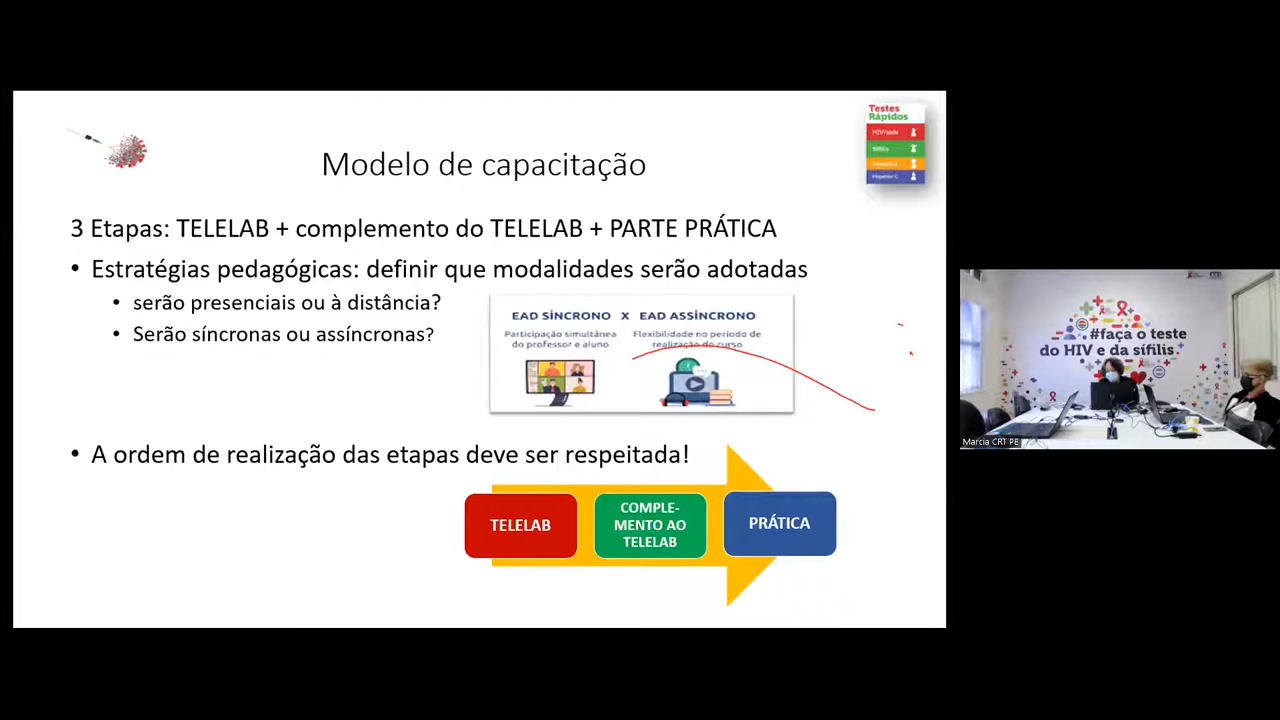 Testes
Rápidos
HIV/aids
Sífilis
Hepatite B
Hepatite C
Modelo de capacitação
3 Etapas: TELELAB + complemento do TELELAB + PARTE PRÁTICA
• Estratégias pedagógicas: definir que modalidades serão adotadas
• serão presenciais ou à distância?
• Serão síncronas ou assíncronas?
EAD SÍNCRONO X EAD ASSÍNCRONO
Participação simultânea
do professor e aluno
Flexibilidade no período de
realização do curso
• A ordem de realização das etapas deve ser respeitada!
TELELAB
COMPLE-
MENTO AO
TELELAB
PRÁTICA
#faça o teste
do HIV e da sífilis.
Marcia CRT PE